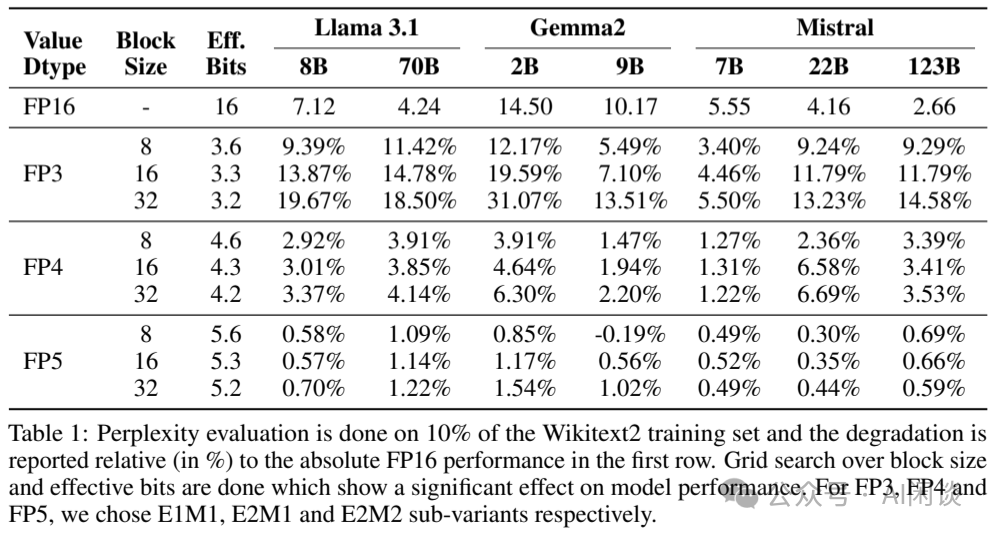 Value Block Eff. Llama 3.1 Gemma2 Mistral
Dtype Size Bits 8B 70B 2B 9B 7B 22B 123B
FP16 - 16 7.12 4.24 14.50 10.17 5.55 4.16 2.66
8 3.6 9.39% 11.42% 12.17% 5.49% 3.40% 9.24% 9.29%
FP3 16 3.3 13.87% 14.78% 19.59% 7.10% 4.46% 11.79% 11.79%
32 3.2 19.67% 18.50% 31.07% 13.51% 5.50% 13.23% 14.58%
8 4.6 2.92% 3.91% 3.91% 1.47% 1.27% 2.36% 3.39%
FP4 16 4.3 3.01% 3.85% 4.64% 1.94% 1.31% 6.58% 3.41%
32 4.2 3.37% 4.14% 6.30% 2.20% 1.22% 6.69% 3.53%
8 5.6 0.58% 1.09% 0.85% -0.19% 0.49% 0.30% 0.69%
FP5 16 5.3 0.57% 1.14% 1.17% 0.56% 0.52% 0.35% 0.66%
32 5.2 0.70% 1.22% 1.54% 1.02% 0.49% 0.44% 0.59%
Table 1: Perplexity evaluation is done on 10% of the Wikitext2 training set and the degradation is
reported relative (in %) to the absolute FP16 performance in the first row. Grid search over block size
and effective bits are done which show a significant effect on model performance. For FP3, FP4 and
FP5, we chose E1M1, E2M1 and E2M2 sub-variants respectively.
公众号 · AI闲谈